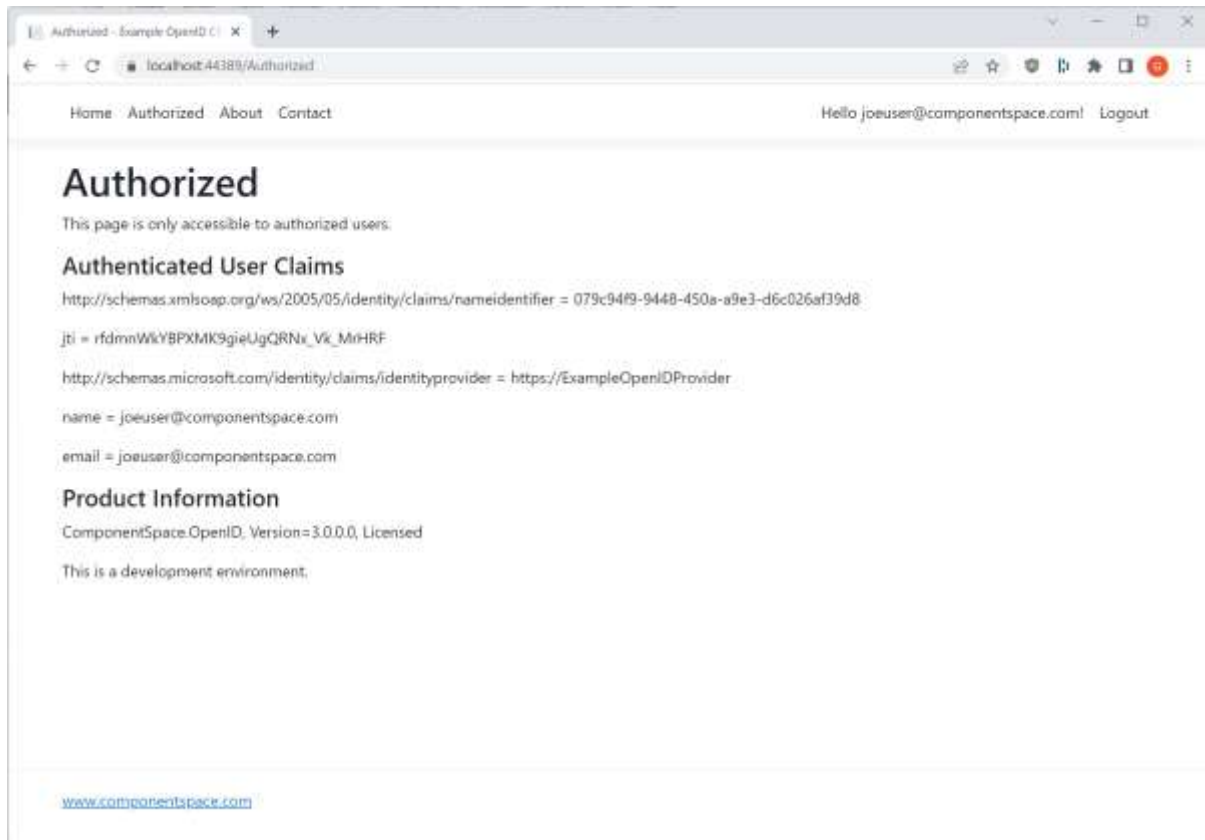 Authorized - Example OpenID C
localhost:44389/Authorized
Home Authorized About Contact
Hello joeuser@componentspace.com! Logout
Authorized
This page is only accessible to authorized users.
Authenticated User Claims
http://schemas.xmlsoap.org/ws/2005/05/identity/claims/nameidentifier = 079c94f9-9448-450a-a9e3-d6c026af39d8
jti = rfdmnWkYBPXMK9gieUgQRNx_Vk_MrHRF
http://schemas.microsoft.com/identity/claims/identityprovider = https://ExampleOpenIDProvider
name = joeuser@componentspace.com
email = joeuser@componentspace.com
Product Information
ComponentSpace.OpenID, Version=3.0.0.0, Licensed
This is a development environment.
www.componentspace.com